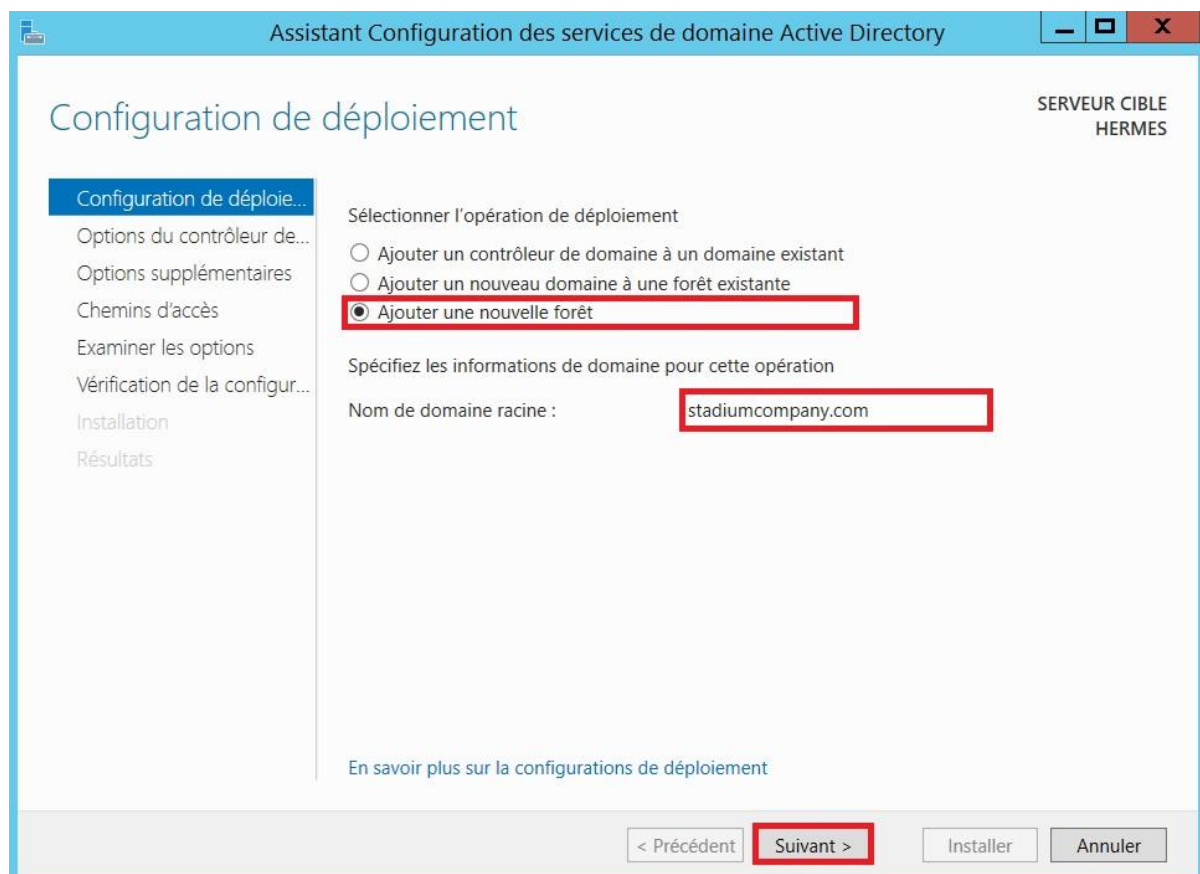 Assistant Configuration des services de domaine Active Directory
Configuration de déploiement
SERVEUR CIBLE
HERMES
Configuration de déploie...
Options du contrôleur de...
Options supplémentaires
Chemins d'accès
Examiner les options
Vérification de la configur...
Installation
Résultats
Sélectionner l'opération de déploiement
Ajouter un contrôleur de domaine à un domaine existant
Ajouter un nouveau domaine à une forêt existante
Ajouter une nouvelle forêt
Spécifiez les informations de domaine pour cette opération
Nom de domaine racine : stadiumcompany.com
En savoir plus sur la configurations de déploiement
< Précédent Suivant > Installer Annuler